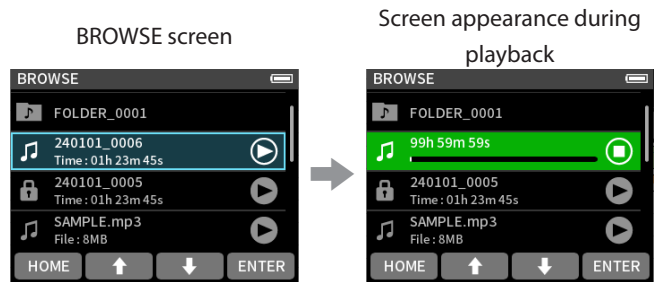 BROWSE screen
Screen appearance during
playback
BROWSE
FOLDER_0001
240101_0006
Time : 01h 23m 45s
240101_0005
Time : 01h 23m 45s
SAMPLE.mp3
File : 8MB
HOME
ENTER
BROWSE
FOLDER_0001
99h 59m 59s
240101_0005
Time : 01h 23m 45s
SAMPLE.mp3
File : 8MB
HOME
ENTER